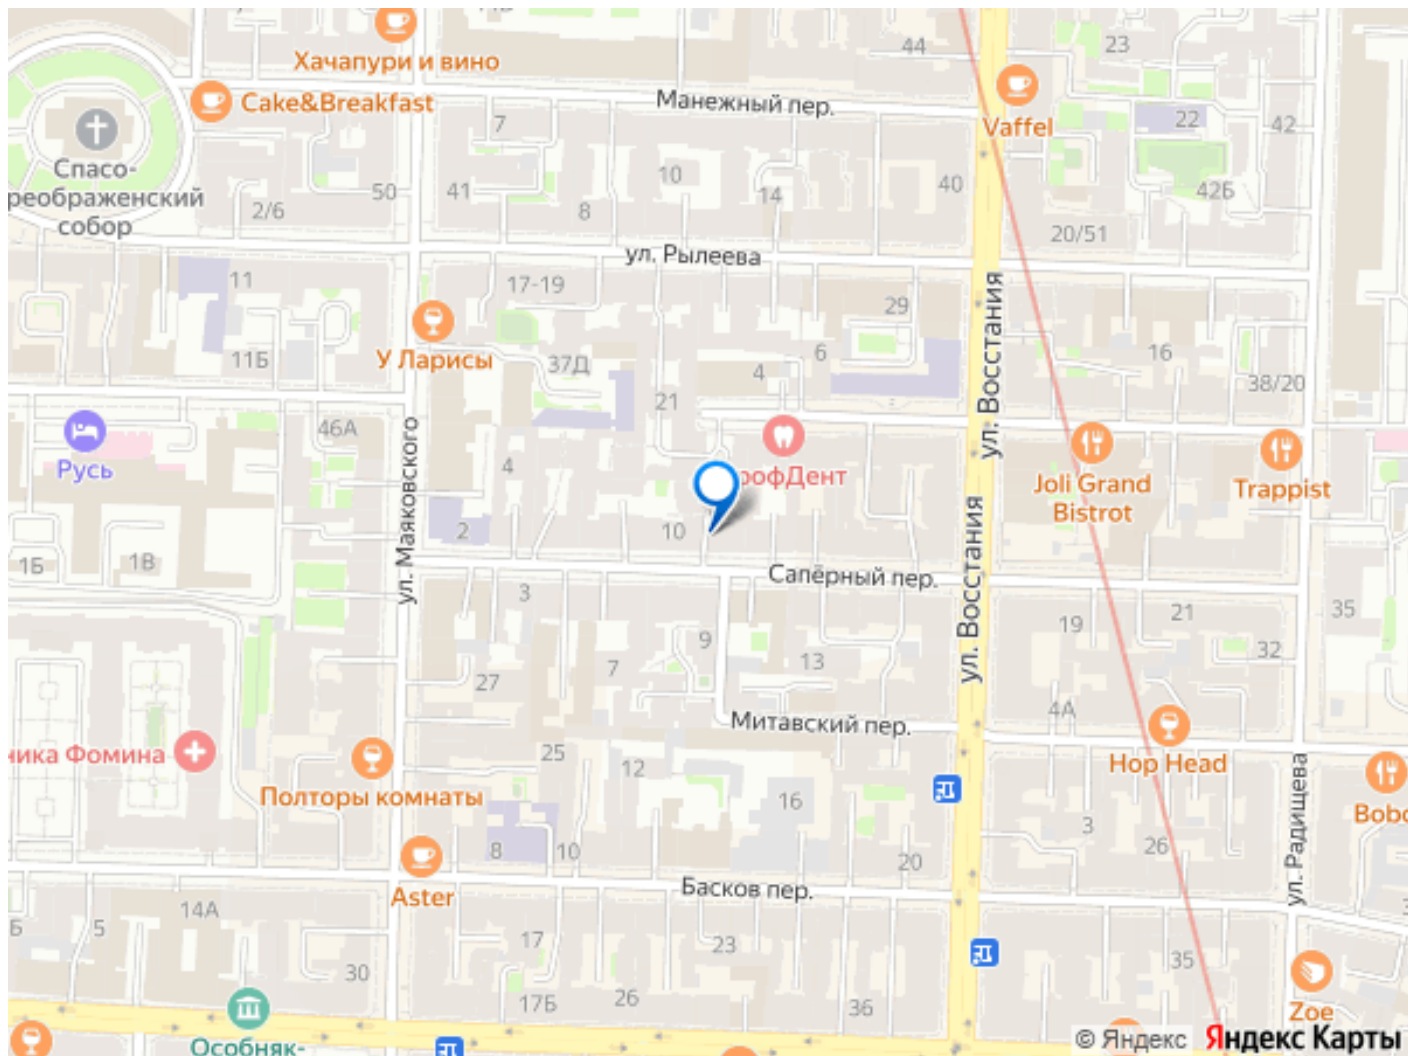 44
23
Хачапури и вино
Cake&Breakfast
Манежный пер.
Vaffel
7
22
42
Спасо-
реображенский
собор
50
41
10
14
40
42Б
2/6
8
20/51
ул. Рылеева
11
17-19
29
ул. Восстания
У Ларисы
11Б
37Д
6
4
16
38/20
21
46А
ул. Маяковского
Русь
рофДент
Joli Grand
Bistrot
Trappist
4
2
10
1Б
1В
Сапёрный пер.
ул. Восстания
3
9
7
13
19
21
32
35
27
4А
Митавский пер.
ника Фомина
25
12
Hop Head
Полторы комнаты
16
ул. Радищева
Bobo
3
26
8
10
20
Aster
Басков пер.
14А
5
17
23
30
17Б
26
36
35
Zoe
Особняк-
© Яндекс Яндекс Карты